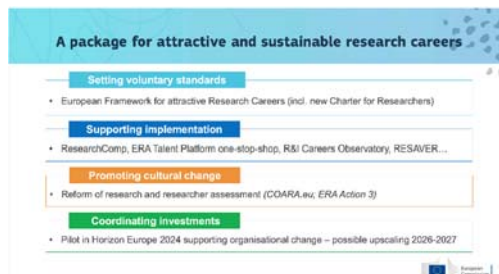 A package for attractive and sustainable research careers
Setting voluntary standards
• European Framework for attractive Research Careers (incl. new Charter for Researchers)
Supporting implementation
• ResearchComp, ERA Talent Platform one-stop-shop, R&I Careers Observatory, RESAVER…
Promoting cultural change
• Reform of research and researcher assessment (COARA.eu; ERA Action 3)
Coordinating investments
• Pilot in Horizon Europe 2024 supporting organisational change – possible upscaling 2026-2027
European